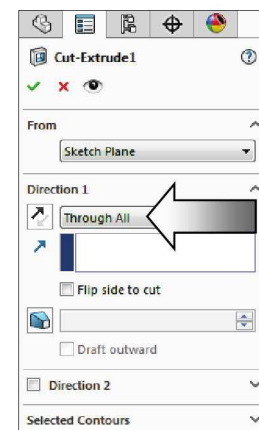 Cut-Extrude1
From
Sketch Plane
Direction 1
Through All
Flip side to cut
Draft outward
Direction 2
Selected Contours